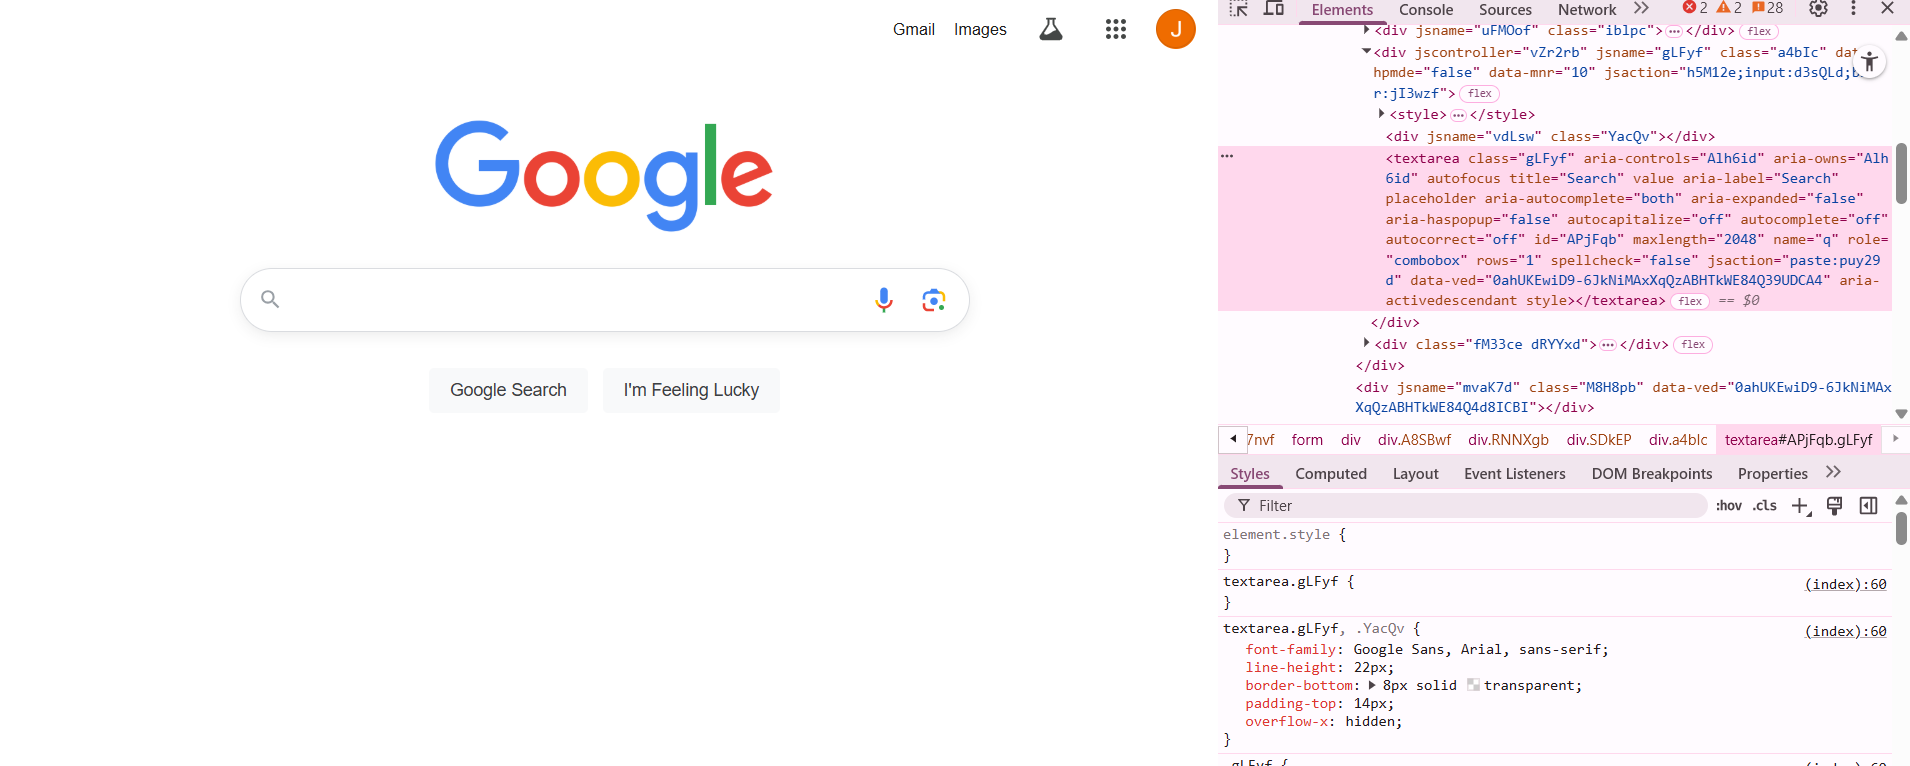 Gmail Images J
Google
Google Search I'm Feeling Lucky
Elements Console Sources Network 2 2 28
<div jsname="uFMOof" class="iblpc">…</div> flex
<div jscontroller="vZr2rb" jsname="gLFyf" class="a4bIc"
hpmde="false" data-mnr="10" jsaction="h5M12e;input:d3sQLd;
r:jI3wzf"> flex
<style>…</style>
<div jsname="vdLsw" class="YacQv"></div>
… <textarea class="gLFyf" aria-controls="Alh6id" aria-owns="Alh
6id" autofocus title="Search" value aria-label="Search"
placeholder aria-autocomplete="both" aria-expanded="false"
aria-haspopup="false" autocapitalize="off" autocomplete="off"
autocorrect="off" id="APjFqb" maxlength="2048" name="q" role=
"combobox" rows="1" spellcheck="false" jsaction="paste:puy29
d" data-ved="0ahUKEwiD9-6JkNiMAxXqQzABHTkWE84Q39UDCA4" aria-
activedescendant style></textarea> flex == $0
</div>
<div class="fM33ce dRYYxd">…</div> flex
</div>
<div jsname="mvaK7d" class="M8H8pb" data-ved="0ahUKEwiD9-6JkNiMAx
XqQzABHTkWE84Q4d8ICBI"></div>
7nvf form div div.A8SBwf div.RNNXgb div.SDkEP div.a4bIc textarea#APjFqb.gLFyf
Styles Computed Layout Event Listeners DOM Breakpoints Properties
Filter :hov .cls
element.style {
}
textarea.gLFyf { (index):60
}
textarea.gLFyf, .YacQv { (index):60
font-family: Google Sans, Arial, sans-serif;
line-height: 22px;
border-bottom: 8px solid transparent;
padding-top: 14px;
overflow-x: hidden;
}
.gLFyf { (index):60